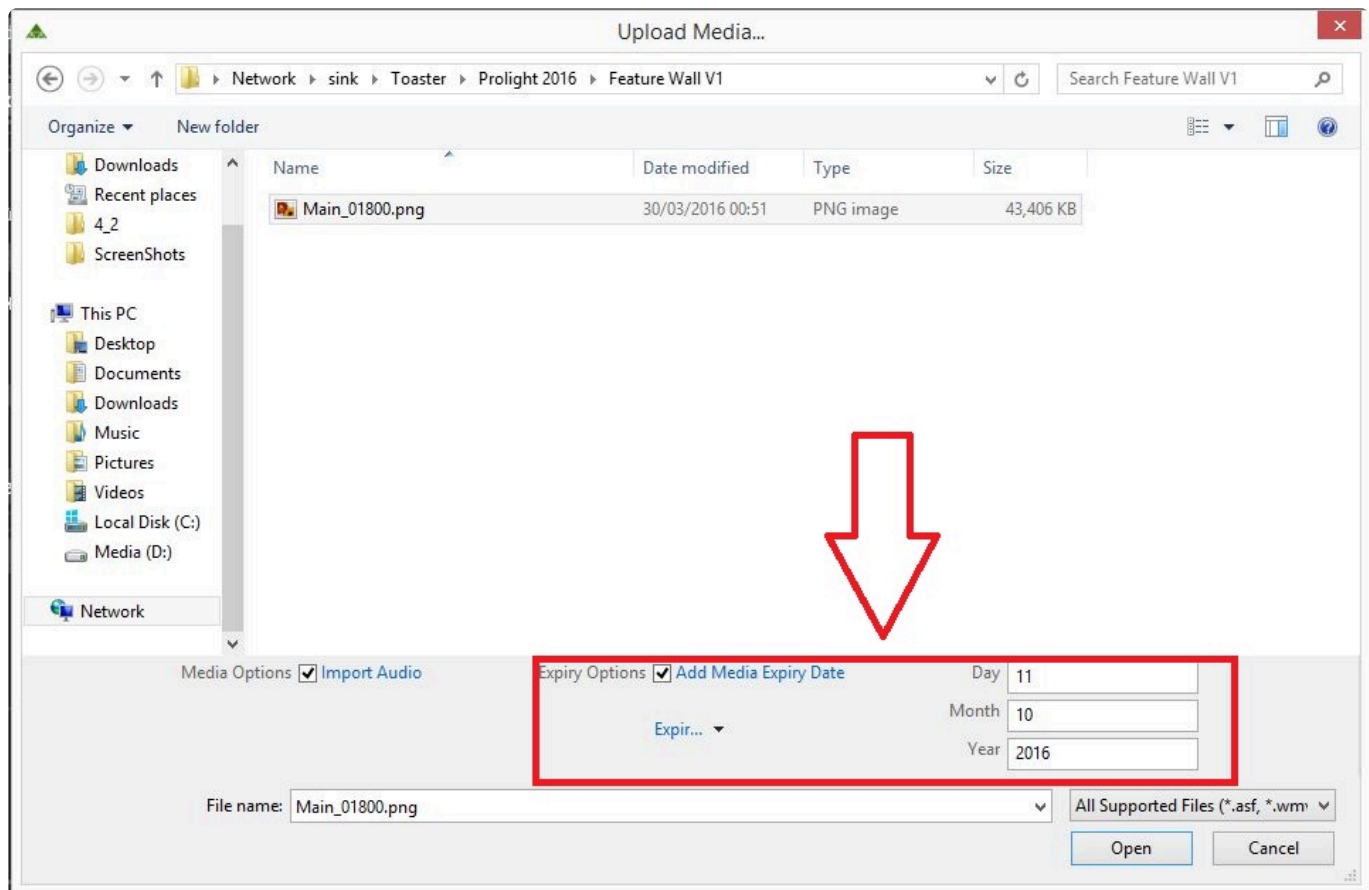 Upload Media...
Network ▸ sink ▸ Toaster ▸ Prolight 2016 ▸ Feature Wall V1
Search Feature Wall V1
Organize New folder
Name Date modified Type Size
Main_01800.png 30/03/2016 00:51 PNG image 43,406 KB
Downloads
Recent places
4_2
ScreenShots
This PC
Desktop
Documents
Downloads
Music
Pictures
Videos
Local Disk (C:)
Media (D:)
Network
Media Options Import Audio
Expiry Options Add Media Expiry Date
Expir...
Day 11
Month 10
Year 2016
File name: Main_01800.png
All Supported Files (*.asf, *.wmv
Open Cancel